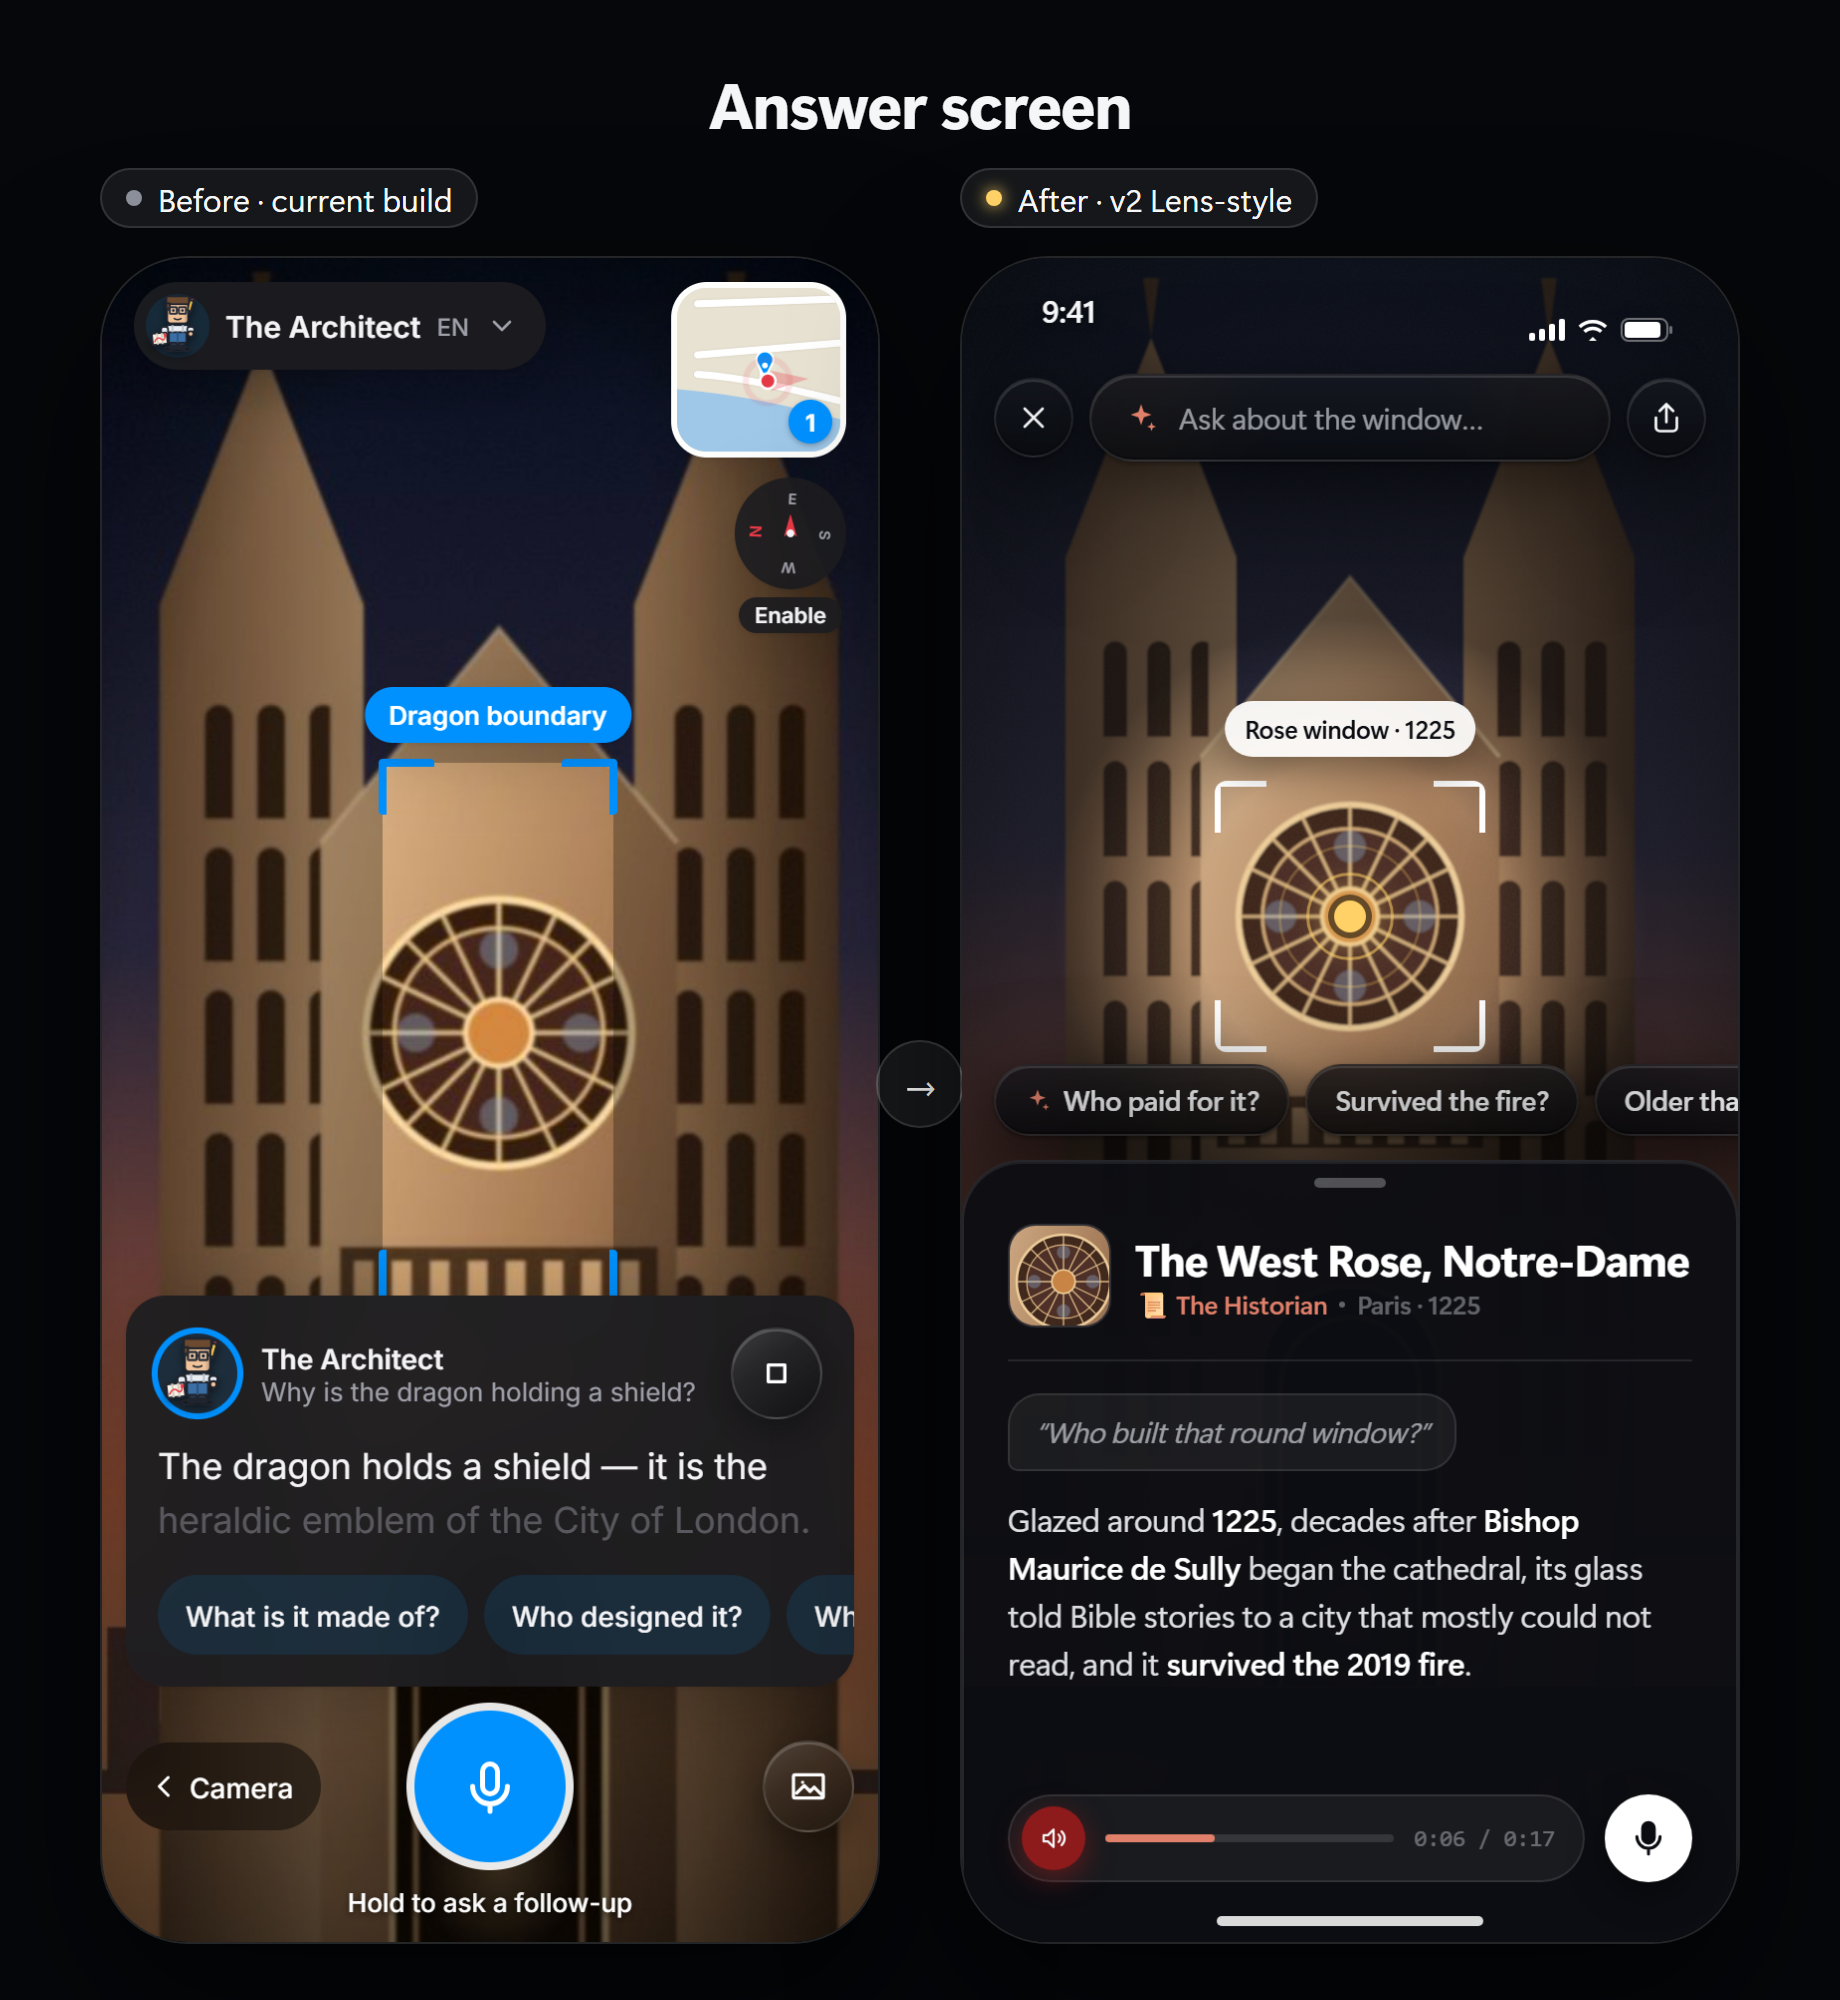 Answer screen
Before · current build
The Architect EN
1
E
N
S
W
Enable
Dragon boundary
The Architect
Why is the dragon holding a shield?
The dragon holds a shield — it is the
heraldic emblem of the City of London.
What is it made of?
Who designed it?
Wh
Camera
Hold to ask a follow-up
→
After · v2 Lens-style
9:41
Ask about the window...
Rose window · 1225
Who paid for it?
Survived the fire?
Older tha
The West Rose, Notre-Dame
The Historian • Paris · 1225
“Who built that round window?”
Glazed around 1225, decades after Bishop
Maurice de Sully began the cathedral, its glass
told Bible stories to a city that mostly could not
read, and it survived the 2019 fire.
0:06 / 0:17